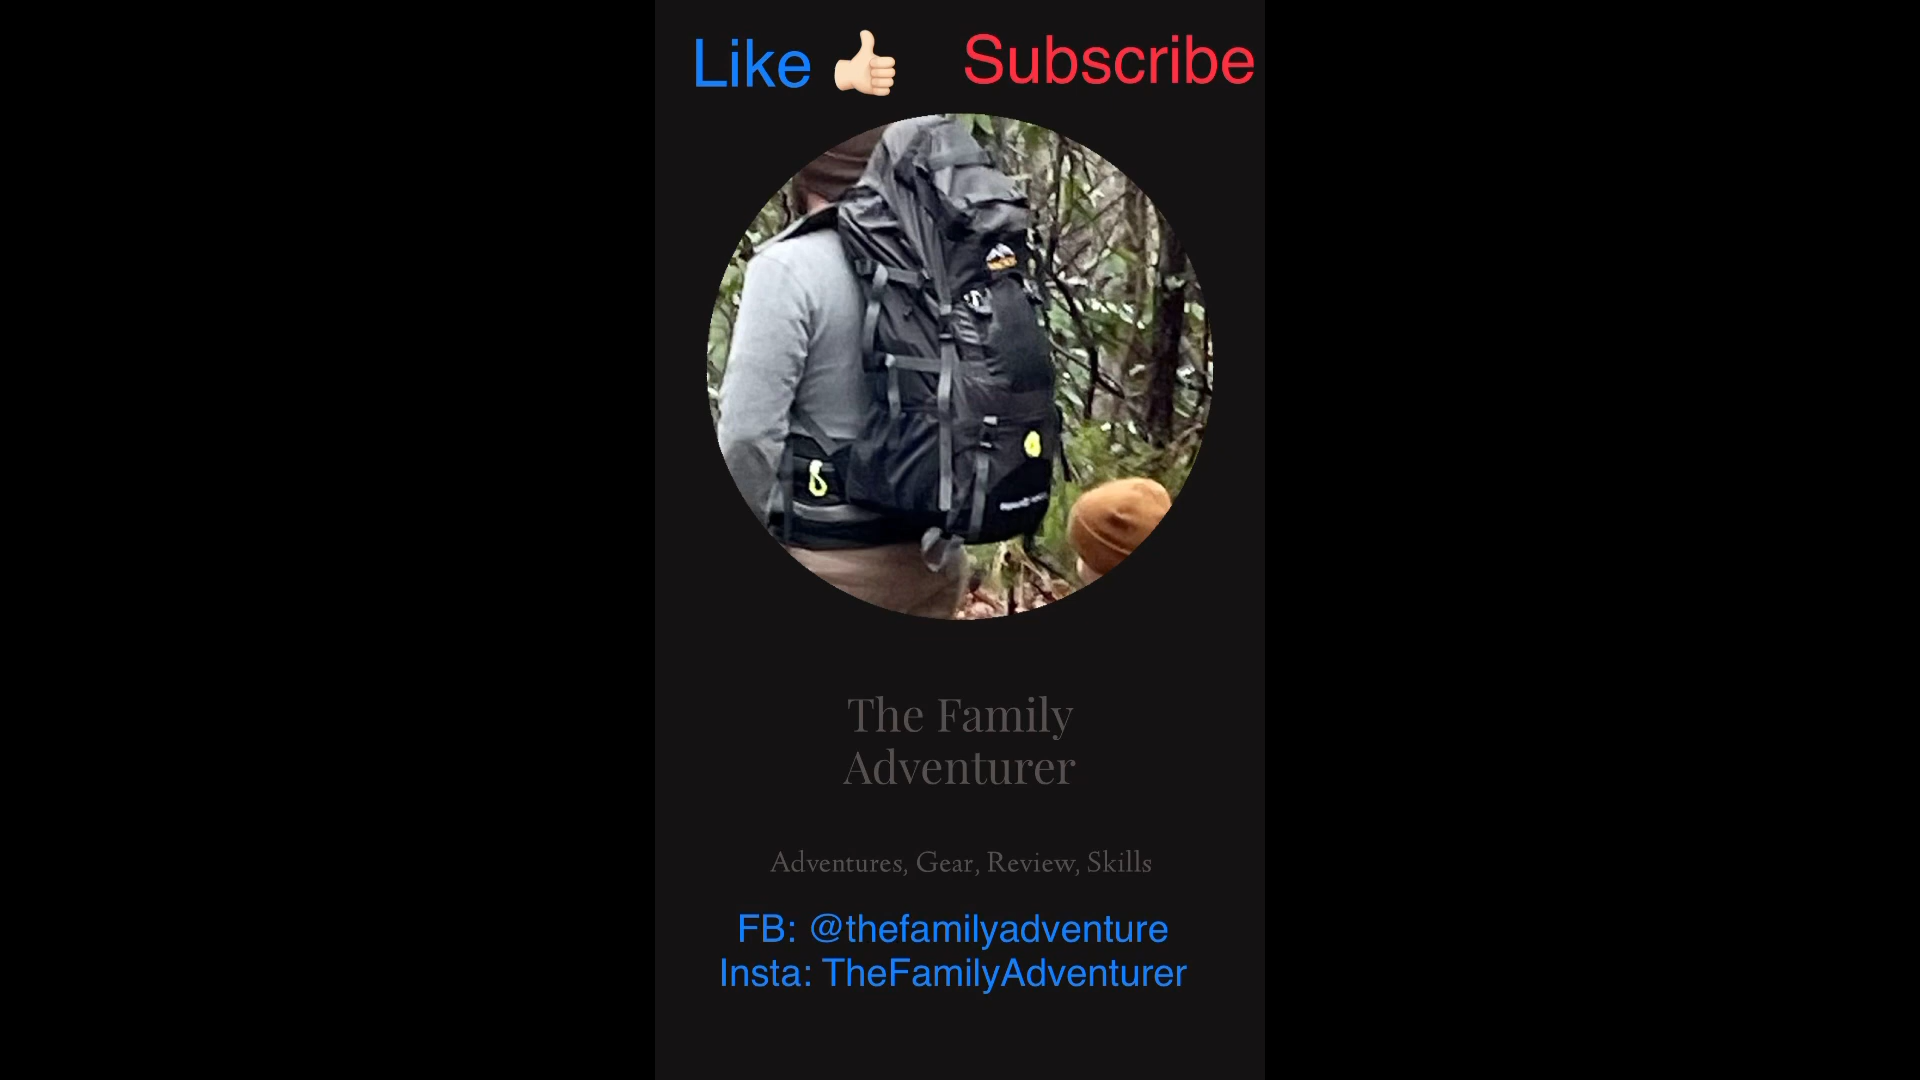 Like 👍🏻 Subscribe
The Family
Adventurer
Adventures, Gear, Review, Skills
FB: @thefamilyadventure
Insta: TheFamilyAdventurer